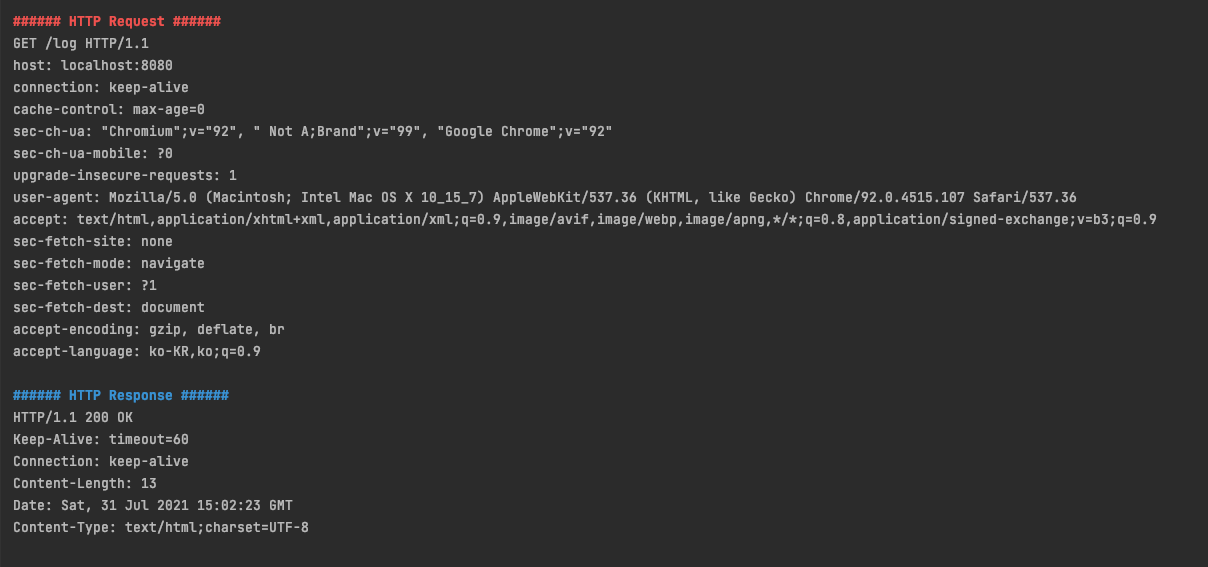 ###### HTTP Request ######
GET /log HTTP/1.1
host: localhost:8080
connection: keep-alive
cache-control: max-age=0
sec-ch-ua: "Chromium";v="92", " Not A;Brand";v="99", "Google Chrome";v="92"
sec-ch-ua-mobile: ?0
upgrade-insecure-requests: 1
user-agent: Mozilla/5.0 (Macintosh; Intel Mac OS X 10_15_7) AppleWebKit/537.36 (KHTML, like Gecko) Chrome/92.0.4515.107 Safari/537.36
accept: text/html,application/xhtml+xml,application/xml;q=0.9,image/avif,image/webp,image/apng,*/*;q=0.8,application/signed-exchange;v=b3;q=0.9
sec-fetch-site: none
sec-fetch-mode: navigate
sec-fetch-user: ?1
sec-fetch-dest: document
accept-encoding: gzip, deflate, br
accept-language: ko-KR,ko;q=0.9
###### HTTP Response ######
HTTP/1.1 200 OK
Keep-Alive: timeout=60
Connection: keep-alive
Content-Length: 13
Date: Sat, 31 Jul 2021 15:02:23 GMT
Content-Type: text/html;charset=UTF-8